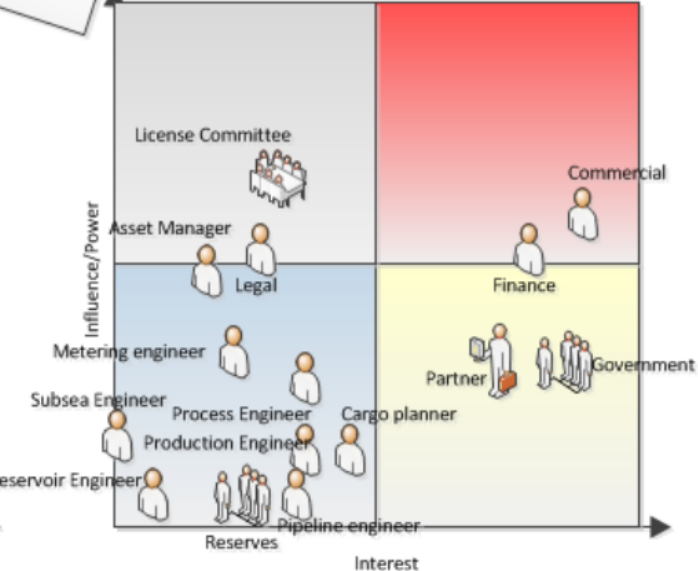 License Committee
Commercial
Asset Manager
Influence/Power
Legal
Finance
Metering engineer
Partner
Government
Subsea Engineer
Process Engineer
Cargo planner
Production Engineer
eservoir Engineer
Pipeline engineer
Reserves
Interest